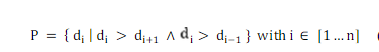 P = { dᵢ | dᵢ > dᵢ₊₁ ∧ dᵢ > dᵢ₋₁ } with i ∈ [1…n]